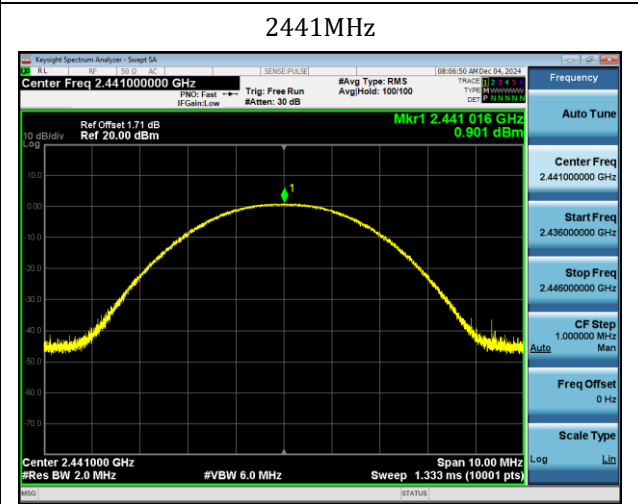 2441MHz
Keysight Spectrum Analyzer - Swept SA
RL RF 50 Ω AC SENSE:PULSE 08:06:50 AM Dec 04, 2024
Center Freq 2.441000000 GHz #Avg Type: RMS TRACE 1 2 3 4 5 6
PNO: Fast Trig: Free Run Avg|Hold: 100/100 TYPE M WWWWW
IFGain:Low #Atten: 30 dB DET P N N N N N
Mkr1 2.441 016 GHz
0.901 dBm
Ref Offset 1.71 dB
10 dB/div Ref 20.00 dBm
Log
10.0
0.00
-10.0
-20.0
-30.0
-40.0
-50.0
-60.0
-70.0
1
Center 2.441000 GHz Span 10.00 MHz
#Res BW 2.0 MHz #VBW 6.0 MHz Sweep 1.333 ms (10001 pts)
MSG STATUS
Frequency
Auto Tune
Center Freq
2.441000000 GHz
Start Freq
2.436000000 GHz
Stop Freq
2.446000000 GHz
CF Step
1.000000 MHz
Auto Man
Freq Offset
0 Hz
Scale Type
Log Lin